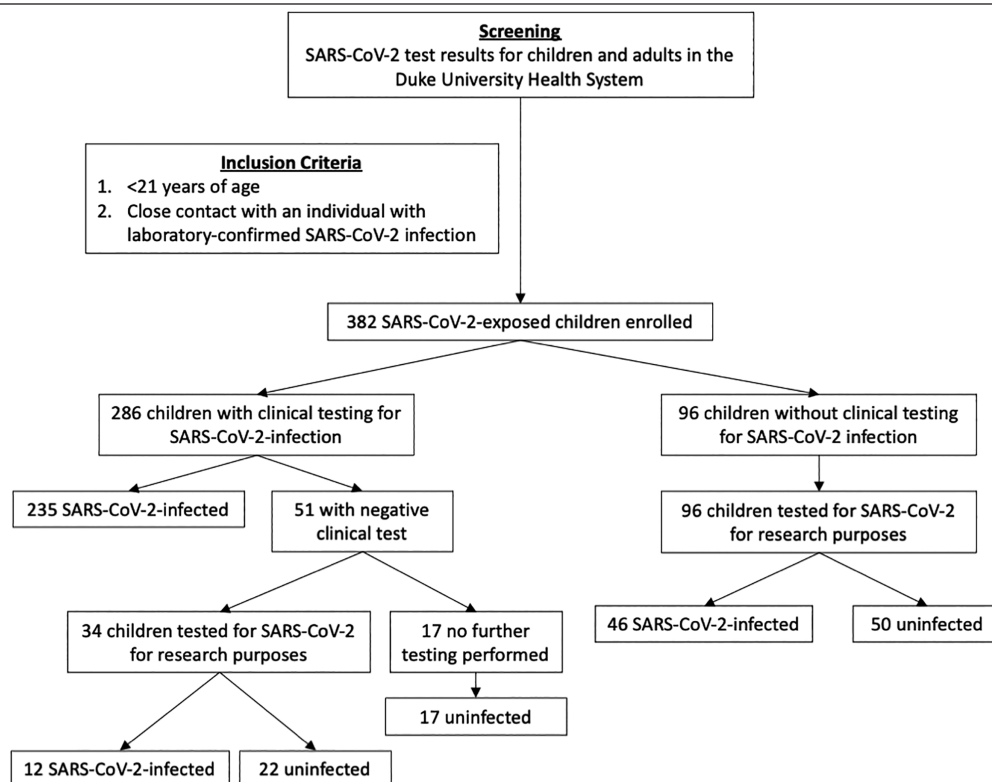 Screening
SARS-CoV-2 test results for children and adults in the
Duke University Health System
Inclusion Criteria
1. <21 years of age
2. Close contact with an individual with
laboratory-confirmed SARS-CoV-2 infection
382 SARS-CoV-2-exposed children enrolled
286 children with clinical testing for
SARS-CoV-2-infection
96 children without clinical testing
for SARS-CoV-2 infection
235 SARS-CoV-2-infected
51 with negative
clinical test
96 children tested for SARS-CoV-2
for research purposes
34 children tested for SARS-CoV-2
for research purposes
17 no further
testing performed
46 SARS-CoV-2-infected
50 uninfected
17 uninfected
12 SARS-CoV-2-infected
22 uninfected